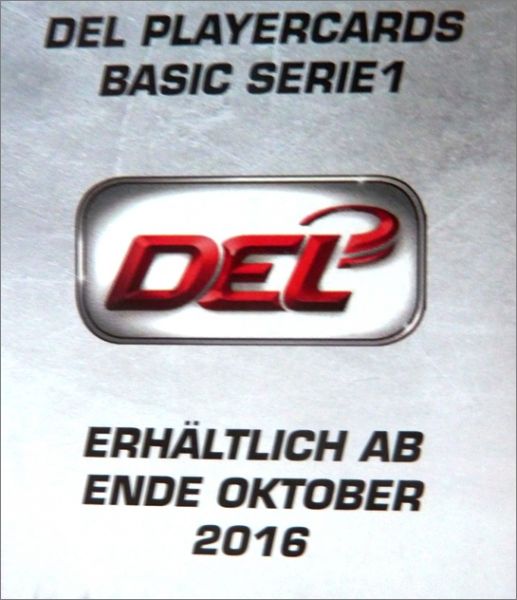 DEL PLAYERCARDS
BASIC SERIE1
DEL
ERHÄLTLICH AB
ENDE OKTOBER
2016